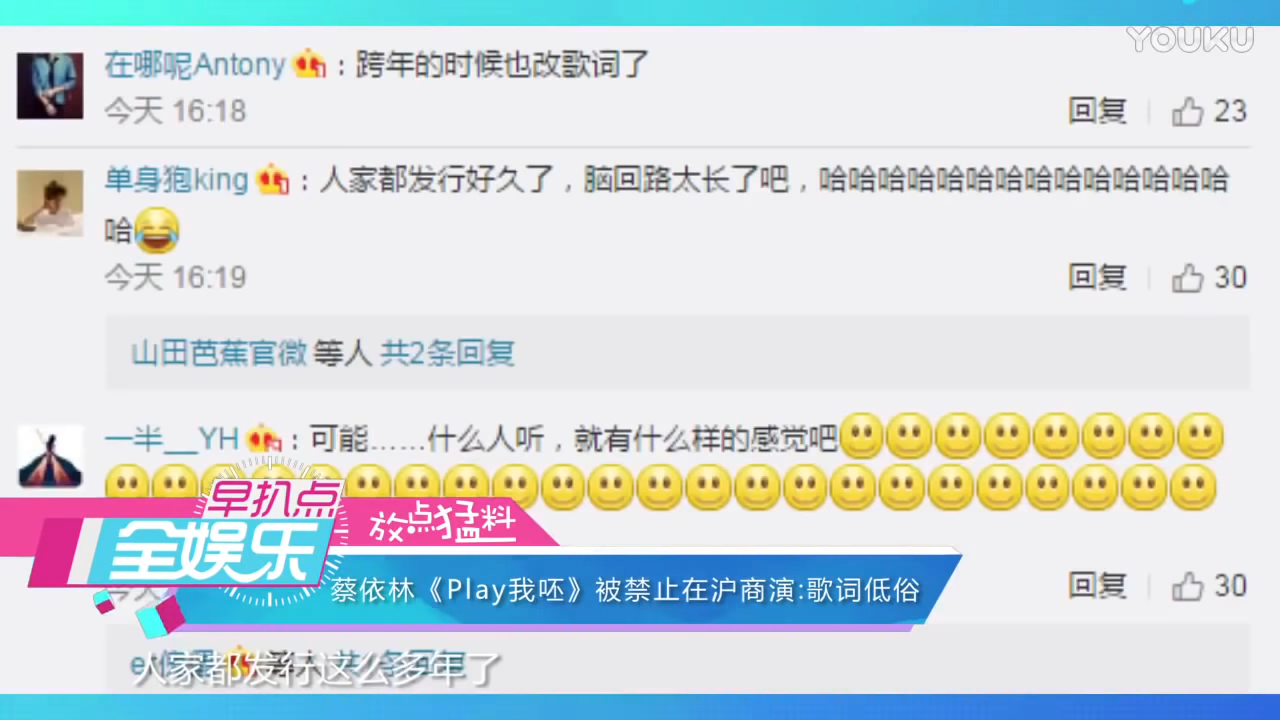 YOUKU
在哪呢Antony：跨年的时候也改歌词了
今天 16:18
回复 23
单身狍king：人家都发行好久了，脑回路太长了吧，哈哈哈哈哈哈哈哈哈哈哈哈哈哈
哈
今天 16:19
回复 30
山田芭蕉官微 等人 共2条回复
一半__YH：可能……什么人听，就有什么样的感觉吧
早扒点
全娱乐
放点猛料
蔡依林《Play我呸》被禁止在沪商演:歌词低俗
回复 30
人家都发行这么多年了